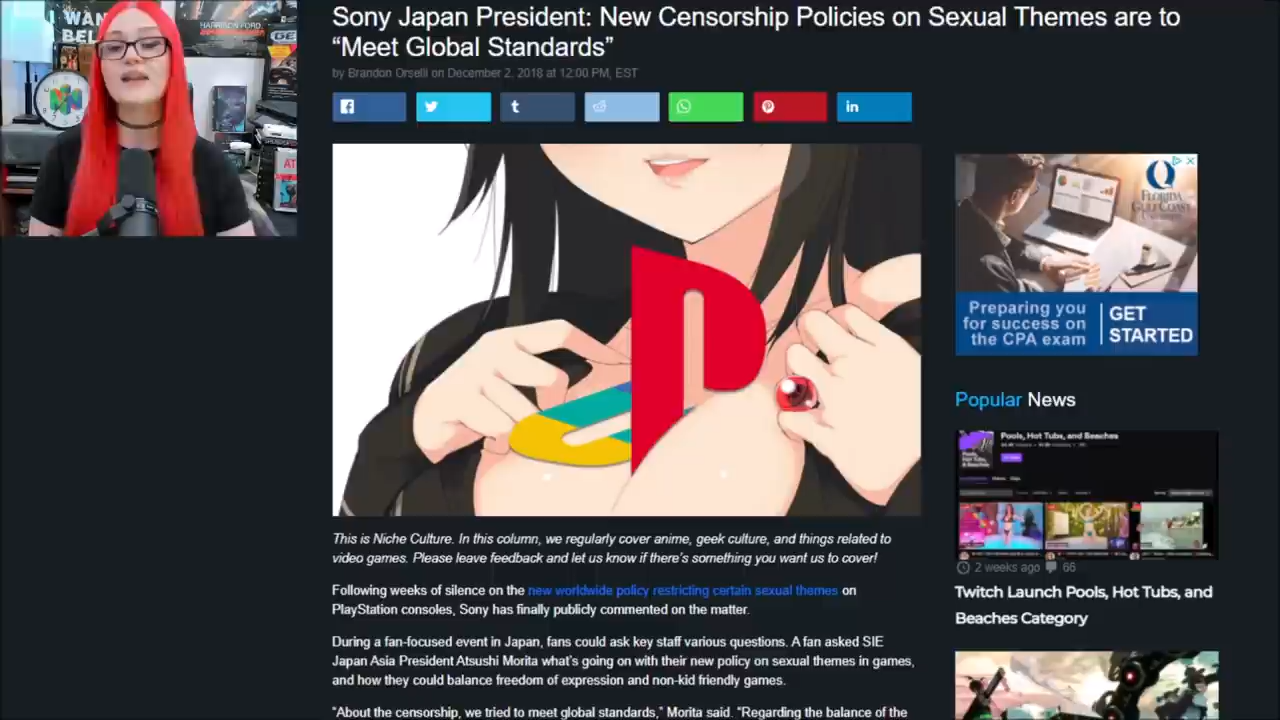 Sony Japan President: New Censorship Policies on Sexual Themes are to
“Meet Global Standards”
by Brandon Orselli on December 2, 2018 at 12:00 PM, EST
This is Niche Culture. In this column, we regularly cover anime, geek culture, and things related to
video games. Please leave feedback and let us know if there's something you want us to cover!
Following weeks of silence on the new worldwide policy restricting certain sexual themes on
PlayStation consoles, Sony has finally publicly commented on the matter.
During a fan-focused event in Japan, fans could ask key staff various questions. A fan asked SIE
Japan Asia President Atsushi Morita what's going on with their new policy on sexual themes in games,
and how they could balance freedom of expression and non-kid friendly games.
“About the censorship, we tried to meet global standards,” Morita said. “Regarding the balance of the
HARRISON FORD
FLORIDA
GULF COAST
Preparing you
for success on
the CPA exam
GET
STARTED
Popular News
Pools, Hot Tubs, and Beaches
2 weeks ago 66
Twitch Launch Pools, Hot Tubs, and
Beaches Category